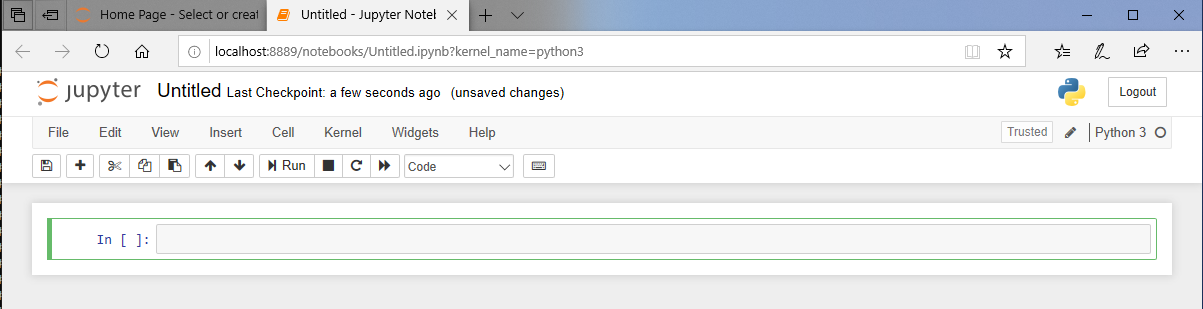 Home Page - Select or creat
Untitled - Jupyter Noteb
localhost:8889/notebooks/Untitled.ipynb?kernel_name=python3
jupyter Untitled Last Checkpoint: a few seconds ago (unsaved changes)
Logout
File Edit View Insert Cell Kernel Widgets Help
Trusted Python 3
Run Code
In [ ]: